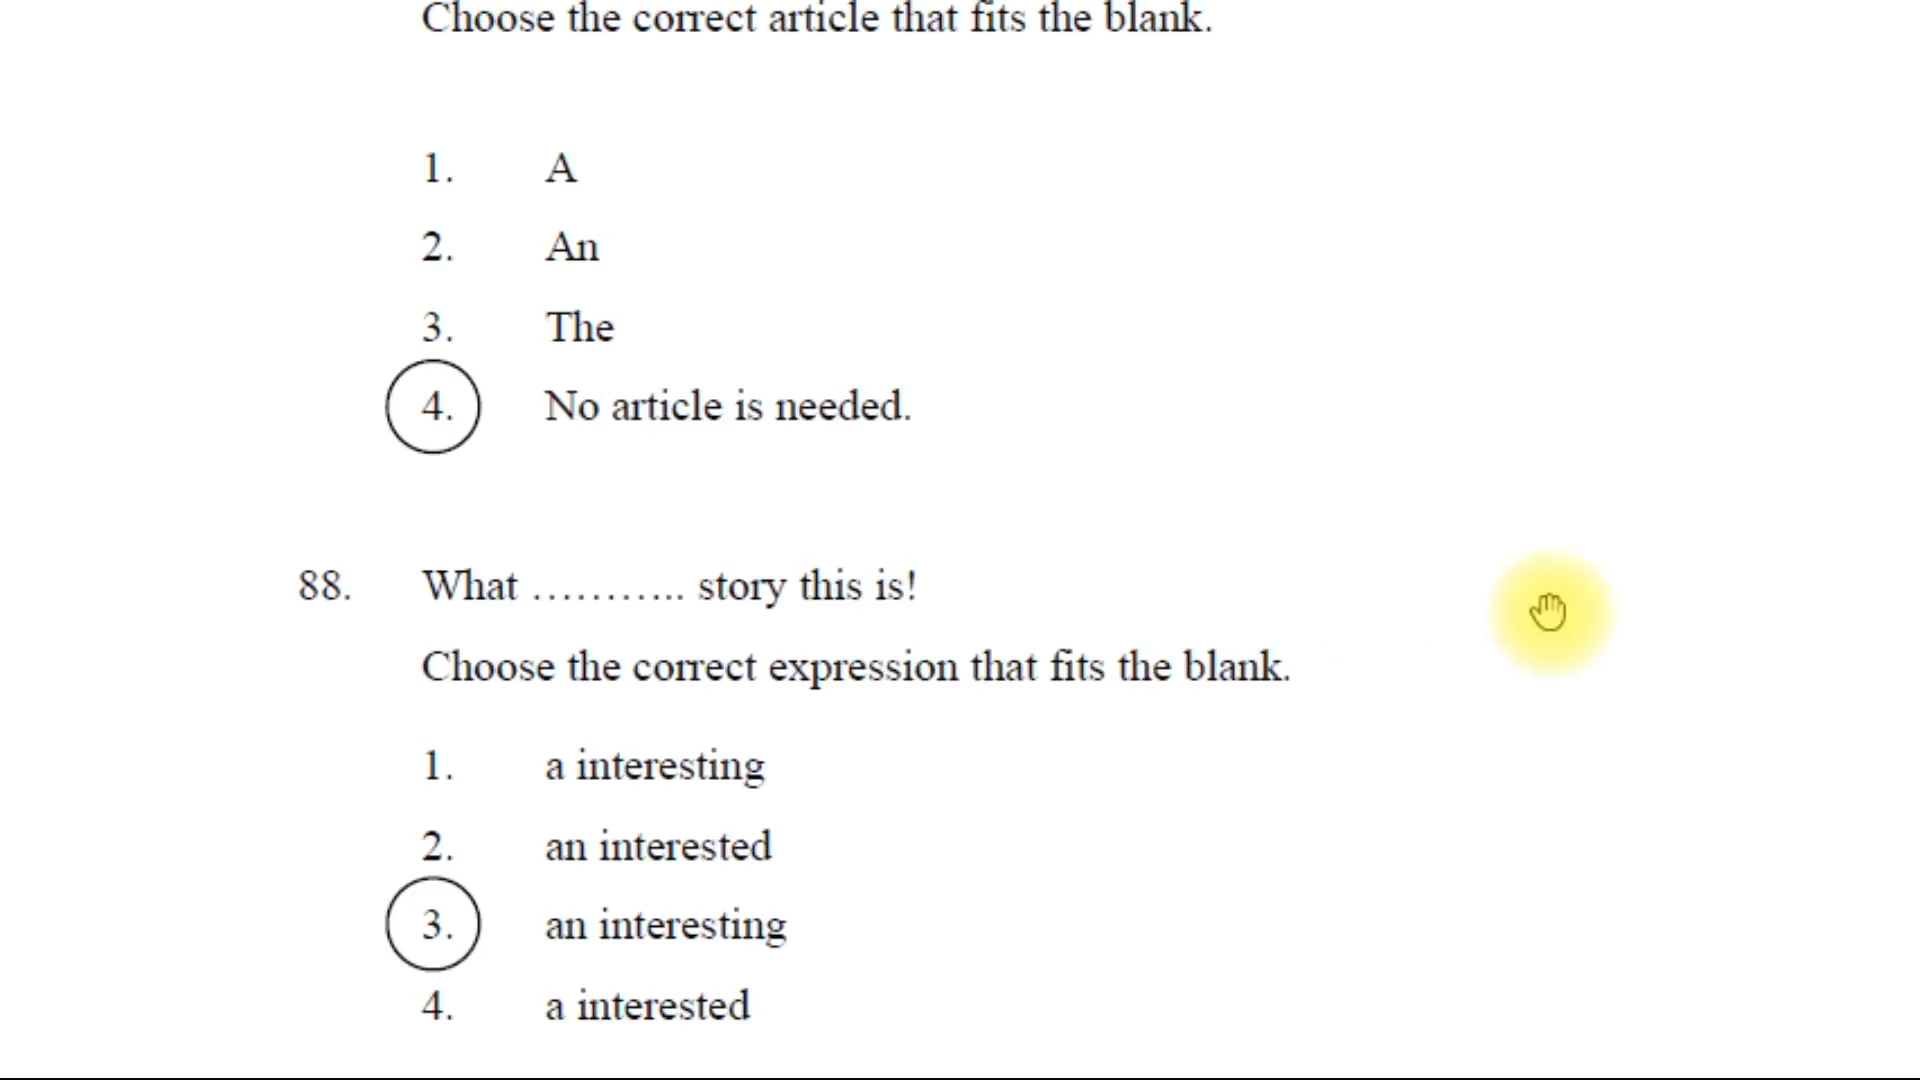 Choose the correct article that fits the blank.
1. A
2. An
3. The
4. No article is needed.
88. What ……….. story this is!
Choose the correct expression that fits the blank.
1. a interesting
2. an interested
3. an interesting
4. a interested